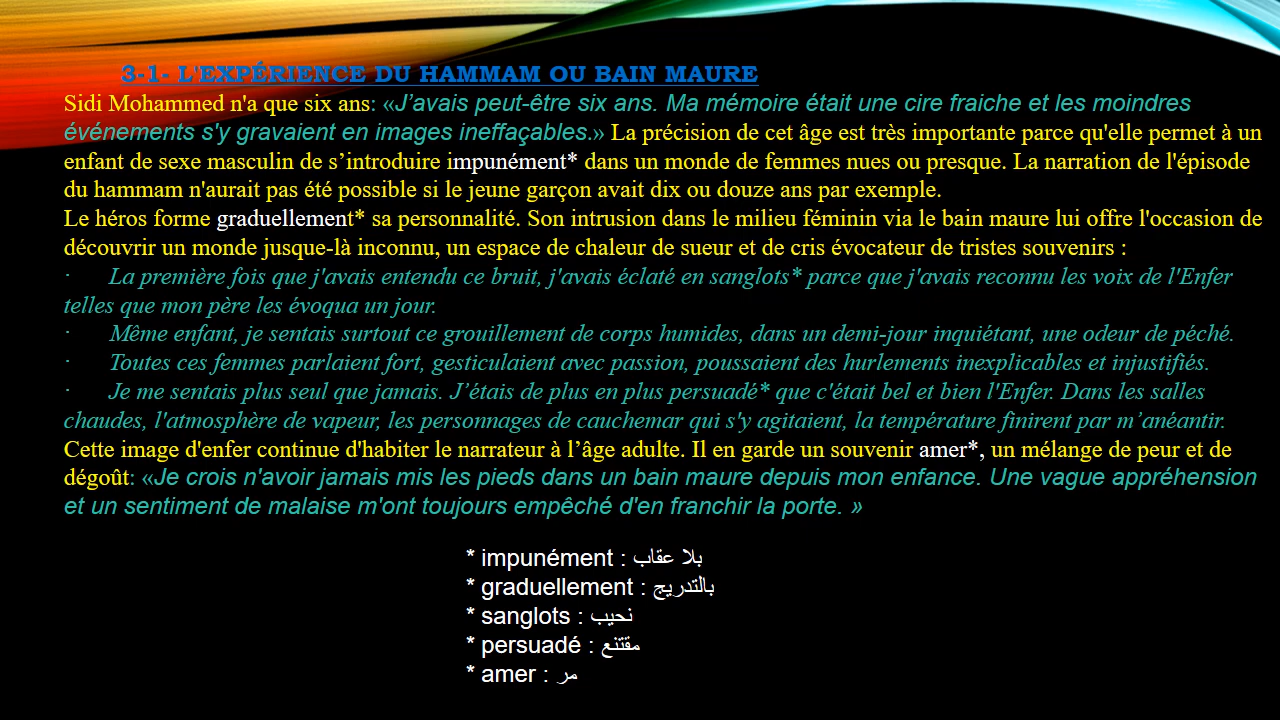 3-1- L'EXPÉRIENCE DU HAMMAM OU BAIN MAURE
Sidi Mohammed n'a que six ans: «J’avais peut-être six ans. Ma mémoire était une cire fraiche et les moindres
événements s'y gravaient en images ineffaçables.» La précision de cet âge est très importante parce qu'elle permet à un
enfant de sexe masculin de s’introduire impunément* dans un monde de femmes nues ou presque. La narration de l'épisode
du hammam n'aurait pas été possible si le jeune garçon avait dix ou douze ans par exemple.
Le héros forme graduellement* sa personnalité. Son intrusion dans le milieu féminin via le bain maure lui offre l'occasion de
découvrir un monde jusque-là inconnu, un espace de chaleur de sueur et de cris évocateur de tristes souvenirs :
· La première fois que j'avais entendu ce bruit, j'avais éclaté en sanglots* parce que j'avais reconnu les voix de l'Enfer
telles que mon père les évoqua un jour.
· Même enfant, je sentais surtout ce grouillement de corps humides, dans un demi-jour inquiétant, une odeur de péché.
· Toutes ces femmes parlaient fort, gesticulaient avec passion, poussaient des hurlements inexplicables et injustifiés.
· Je me sentais plus seul que jamais. J’étais de plus en plus persuadé* que c'était bel et bien l'Enfer. Dans les salles
chaudes, l'atmosphère de vapeur, les personnages de cauchemar qui s'y agitaient, la température finirent par m’anéantir.
Cette image d'enfer continue d'habiter le narrateur à l’âge adulte. Il en garde un souvenir amer*, un mélange de peur et de
dégoût: «Je crois n'avoir jamais mis les pieds dans un bain maure depuis mon enfance. Une vague appréhension
et un sentiment de malaise m'ont toujours empêché d'en franchir la porte. »
* impunément : بلا عقاب
* graduellement : بالتدريج
* sanglots : نحيب
* persuadé : مقتنع
* amer : مر